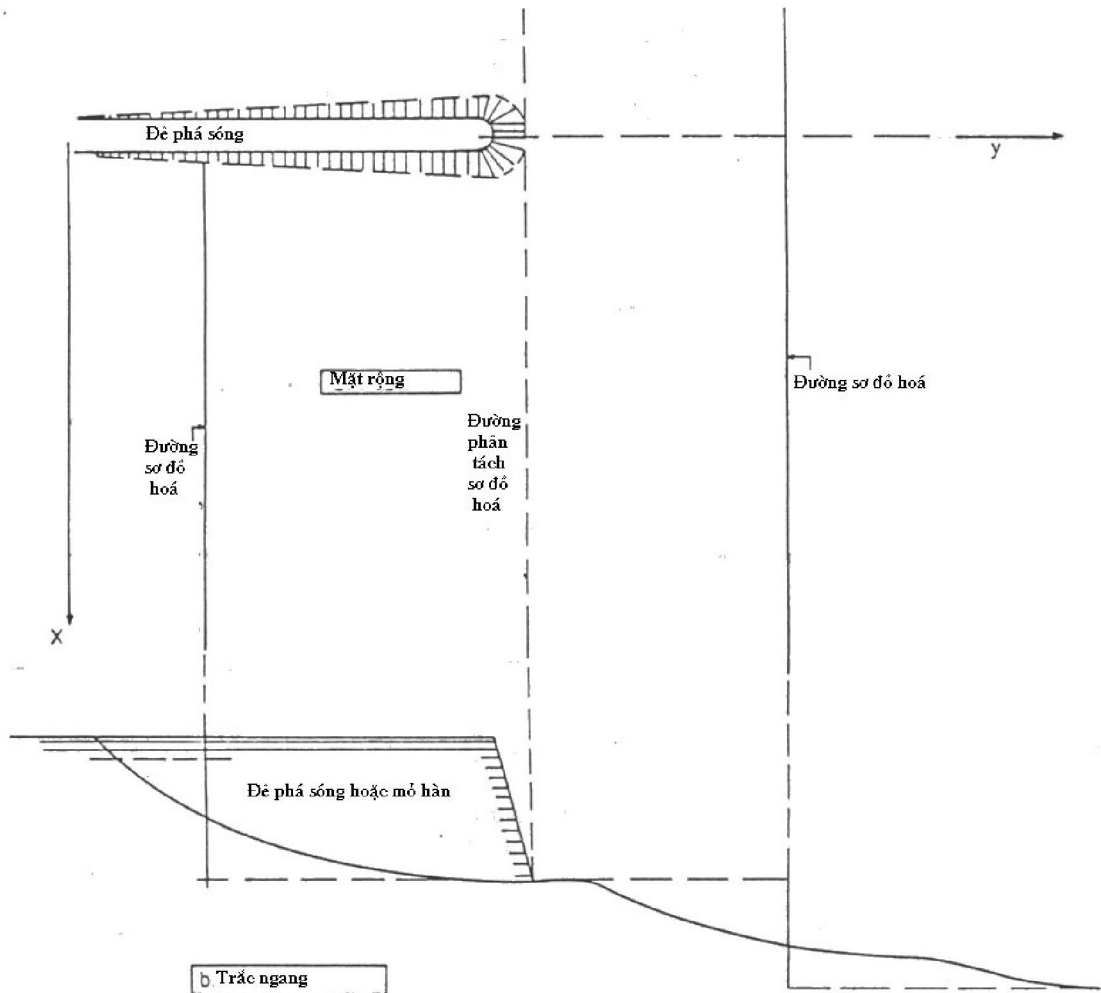 Đê phá sóng
y
Mặt rộng
Đường sơ đồ hoá
Đường
sơ đồ
hoá
Đường
phân
tách
sơ đồ
hoá
X
Đê phá sóng hoặc mỏ hàn
b. Trắc ngang